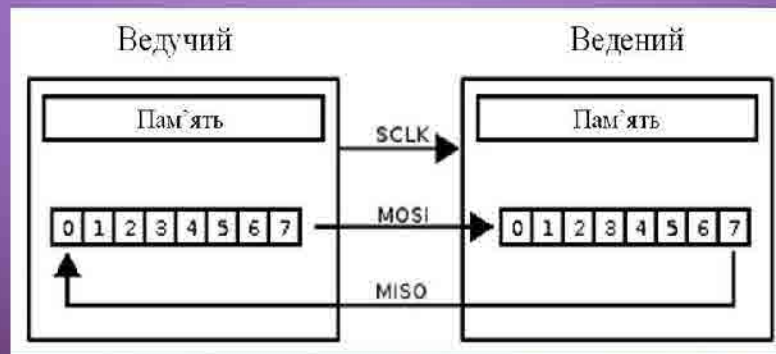 Ведучий
Ведений
Пам`ять
Пам`ять
SCLK
0 1 2 3 4 5 6 7
MOSI
0 1 2 3 4 5 6 7
MISO